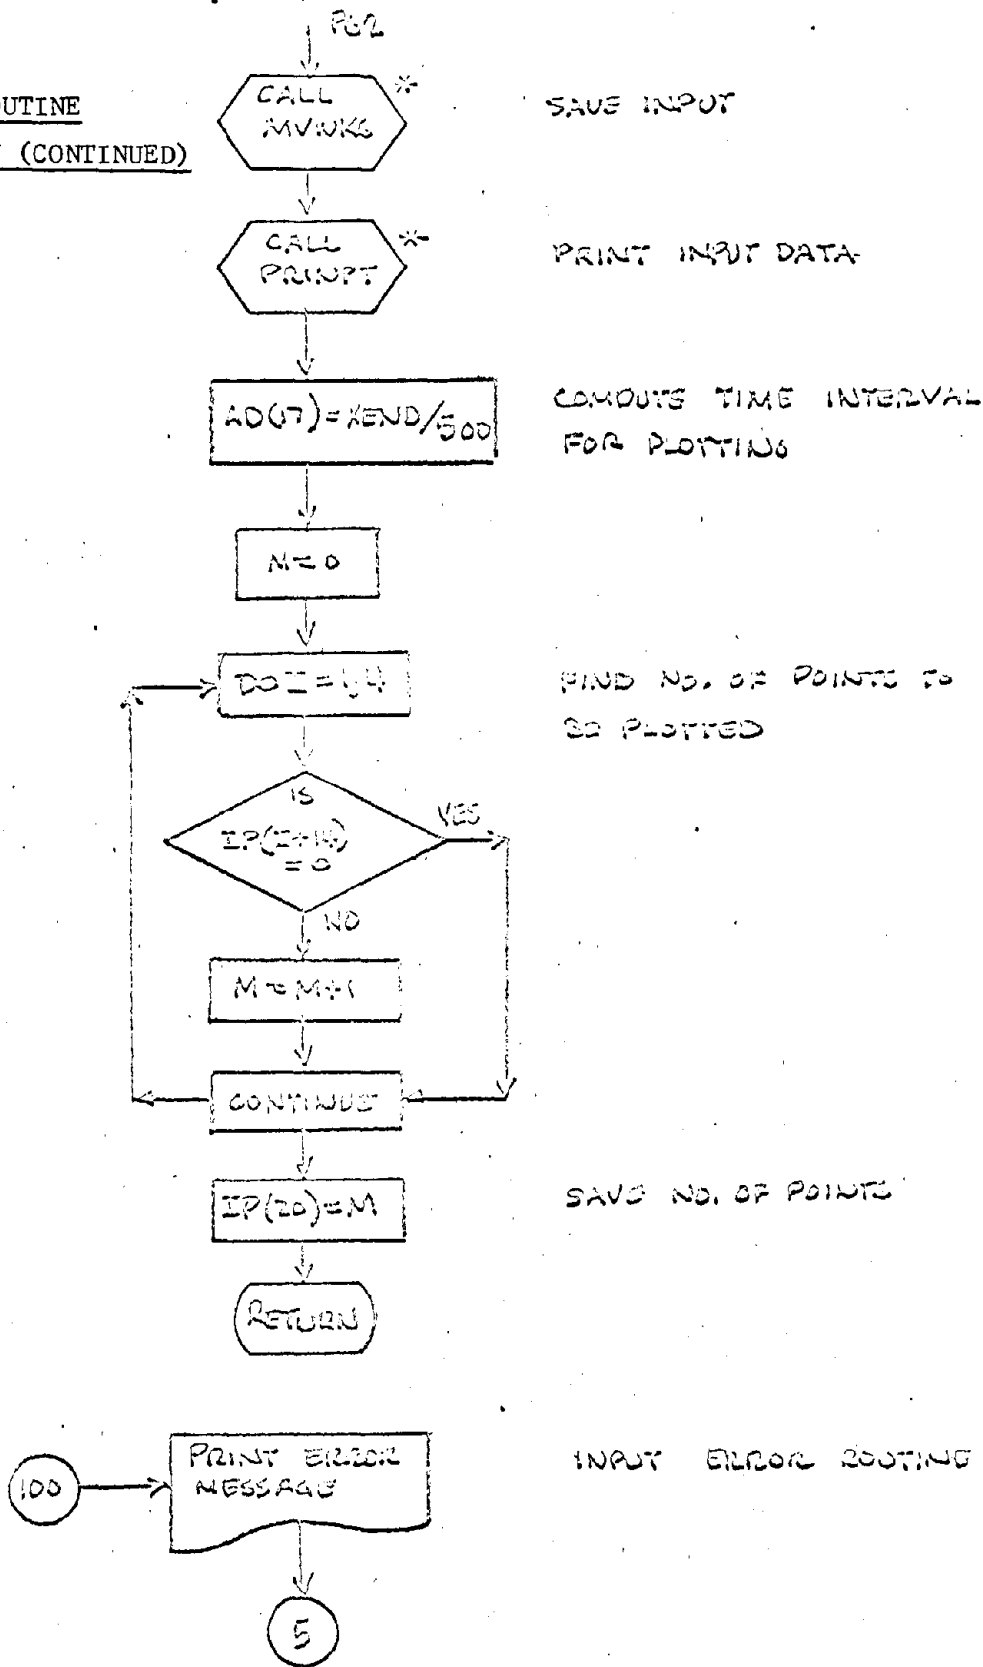 PG2
OUTINE
(CONTINUED)
CALL *
SAVE INPUT
CALL *
PRINPT
PRINT INPUT DATA
AD(17) = XEND/500
COMPUTE TIME INTERVAL
FOR PLOTTING
M = 0
DO I = 1,4
FIND NO. OF POINTS TO
BE PLOTTED
IS
IP(I+14)
= 0
YES
NO
M = M+1
CONTINUE
IP(20) = M
SAVE NO. OF POINTS
RETURN
100
PRINT ERROR
MESSAGE
INPUT ERROR ROUTINE
5